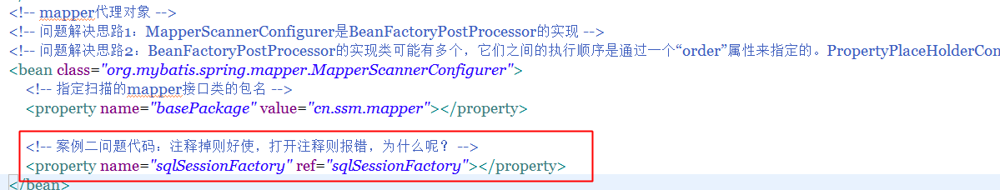 <!-- mapper代理对象 -->
<!-- 问题解决思路1：MapperScannerConfigurer是BeanFactoryPostProcessor的实现 -->
<!-- 问题解决思路2：BeanFactoryPostProcessor的实现类可能有多个，它们之间的执行顺序是通过一个“order”属性来指定的。PropertyPlaceHolderCon
<bean class="org.mybatis.spring.mapper.MapperScannerConfigurer">
<!-- 指定扫描的mapper接口类的包名 -->
<property name="basePackage" value="cn.ssm.mapper"></property>
<!-- 案例二问题代码：注释掉则好使，打开注释则报错，为什么呢？ -->
<property name="sqlSessionFactory" ref="sqlSessionFactory"></property>
</bean>